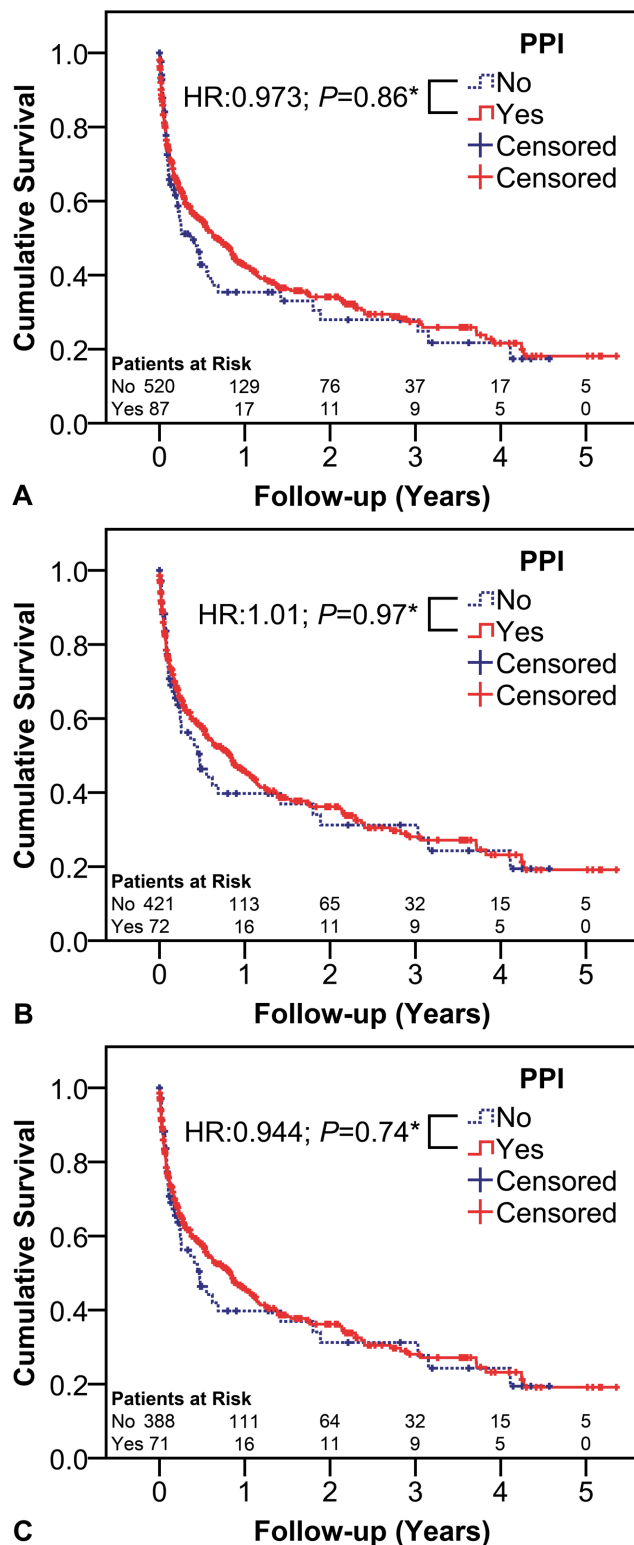 PPI
HR:0.973; P=0.86*
No
Yes
Censored
Censored
Cumulative Survival
1.0
0.8
0.6
0.4
0.2
0.0
Patients at Risk
No 520 129 76 37 17 5
Yes 87 17 11 9 5 0
0 1 2 3 4 5
A
Follow-up (Years)
PPI
HR:1.01; P=0.97*
No
Yes
Censored
Censored
Cumulative Survival
1.0
0.8
0.6
0.4
0.2
0.0
Patients at Risk
No 421 113 65 32 15 5
Yes 72 16 11 9 5 0
0 1 2 3 4 5
B
Follow-up (Years)
PPI
HR:0.944; P=0.74*
No
Yes
Censored
Censored
Cumulative Survival
1.0
0.8
0.6
0.4
0.2
0.0
Patients at Risk
No 388 111 64 32 15 5
Yes 71 16 11 9 5 0
0 1 2 3 4 5
C
Follow-up (Years)